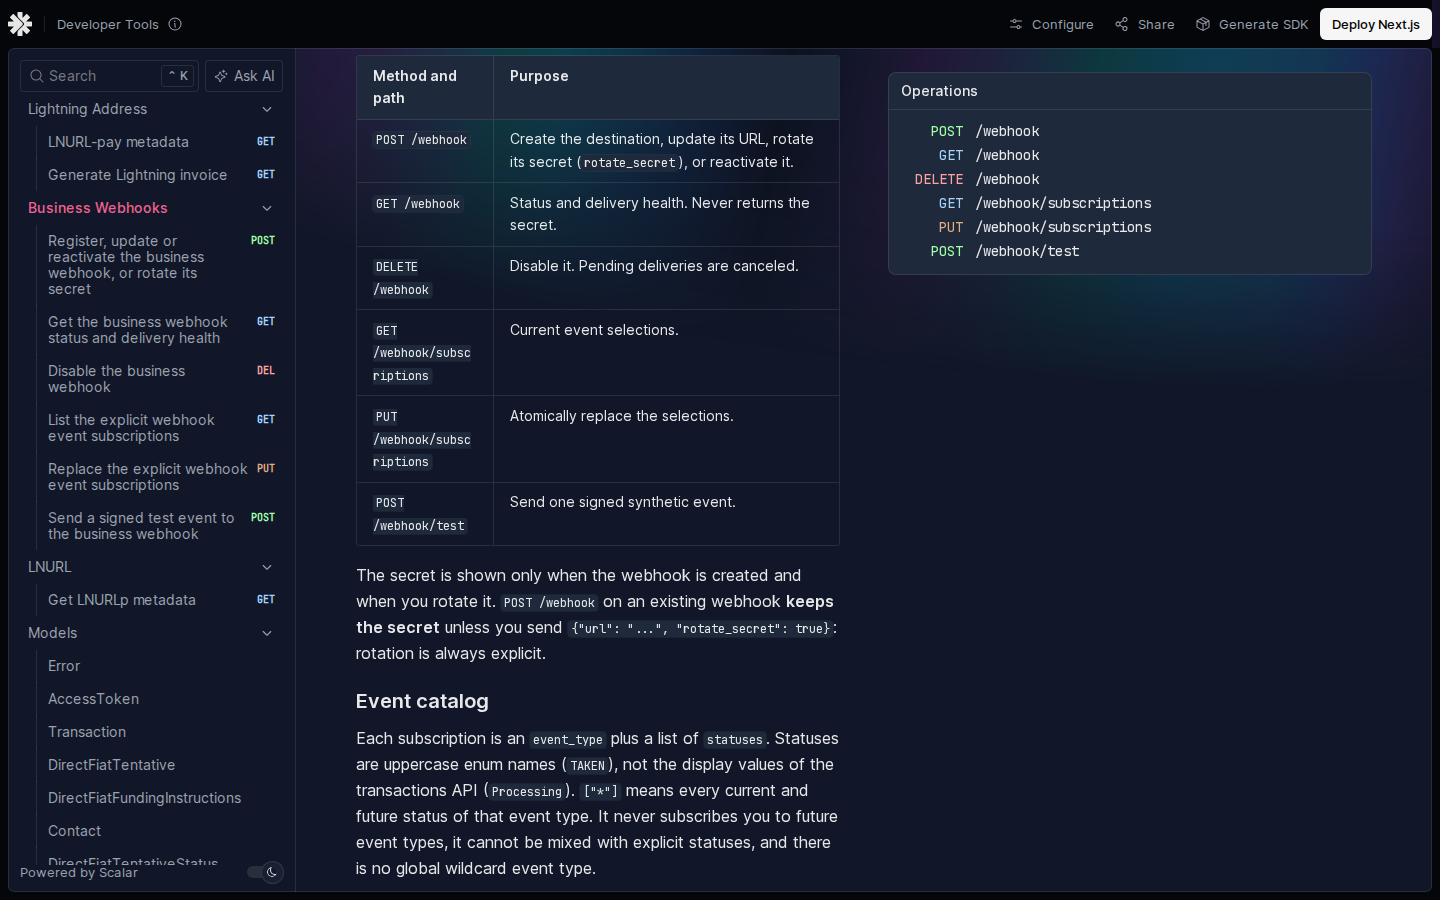 Developer Tools
Configure
Share
Generate SDK
Deploy Next.js
Search
⌃ K
Ask AI
Lightning Address
LNURL-pay metadata GET
Generate Lightning invoice GET
Business Webhooks
Register, update or POST
reactivate the business
webhook, or rotate its
secret
Get the business webhook GET
status and delivery health
Disable the business DEL
webhook
List the explicit webhook GET
event subscriptions
Replace the explicit webhook PUT
event subscriptions
Send a signed test event to POST
the business webhook
LNURL
Get LNURLp metadata GET
Models
Error
AccessToken
Transaction
DirectFiatTentative
DirectFiatFundingInstructions
Contact
DirectFiatTentativeStatus
Powered by Scalar
Method and
path
Purpose
POST /webhook
Create the destination, update its URL, rotate
its secret (rotate_secret), or reactivate it.
GET /webhook
Status and delivery health. Never returns the
secret.
DELETE
/webhook
Disable it. Pending deliveries are canceled.
GET
/webhook/subsc
riptions
Current event selections.
PUT
/webhook/subsc
riptions
Atomically replace the selections.
POST
/webhook/test
Send one signed synthetic event.
The secret is shown only when the webhook is created and
when you rotate it. POST /webhook on an existing webhook keeps
the secret unless you send {"url": "...", "rotate_secret": true}:
rotation is always explicit.
Event catalog
Each subscription is an event_type plus a list of statuses. Statuses
are uppercase enum names (TAKEN), not the display values of the
transactions API (Processing). ["*"] means every current and
future status of that event type. It never subscribes you to future
event types, it cannot be mixed with explicit statuses, and there
is no global wildcard event type.
Operations
POST /webhook
GET /webhook
DELETE /webhook
GET /webhook/subscriptions
PUT /webhook/subscriptions
POST /webhook/test